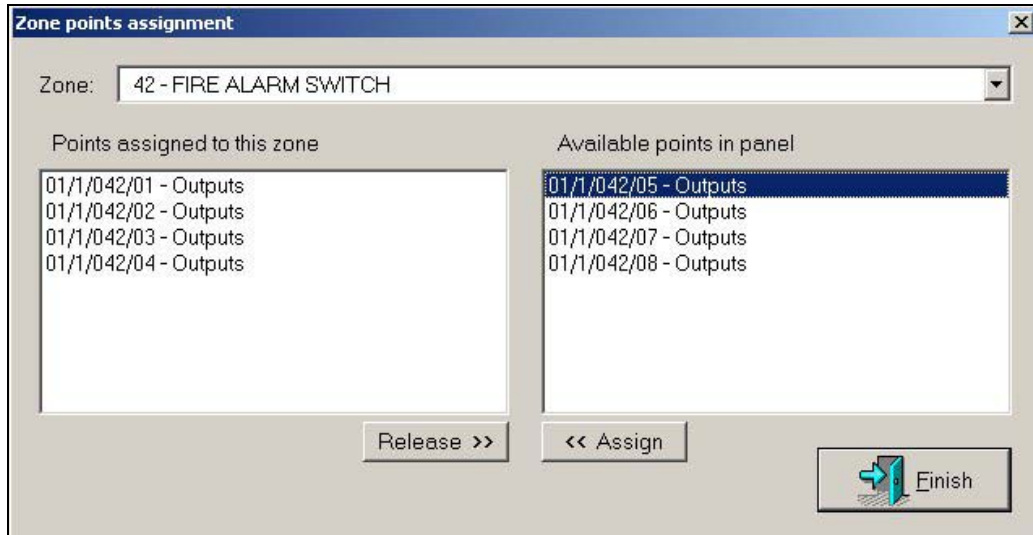 Zone points assignment
Zone: 42 - FIRE ALARM SWITCH
Points assigned to this zone
01/1/042/01 - Outputs
01/1/042/02 - Outputs
01/1/042/03 - Outputs
01/1/042/04 - Outputs
Available points in panel
01/1/042/05 - Outputs
01/1/042/06 - Outputs
01/1/042/07 - Outputs
01/1/042/08 - Outputs
Release >>
<< Assign
Finish